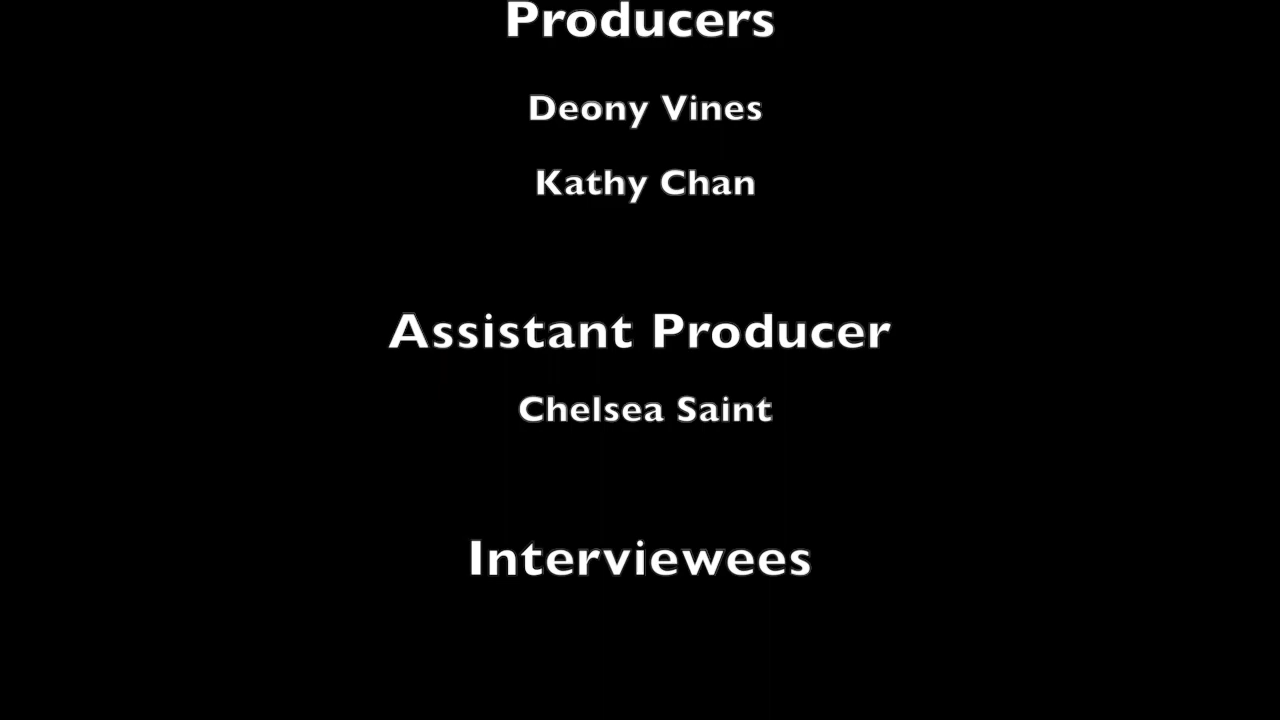 Producers
Deony Vines
Kathy Chan
Assistant Producer
Chelsea Saint
Interviewees